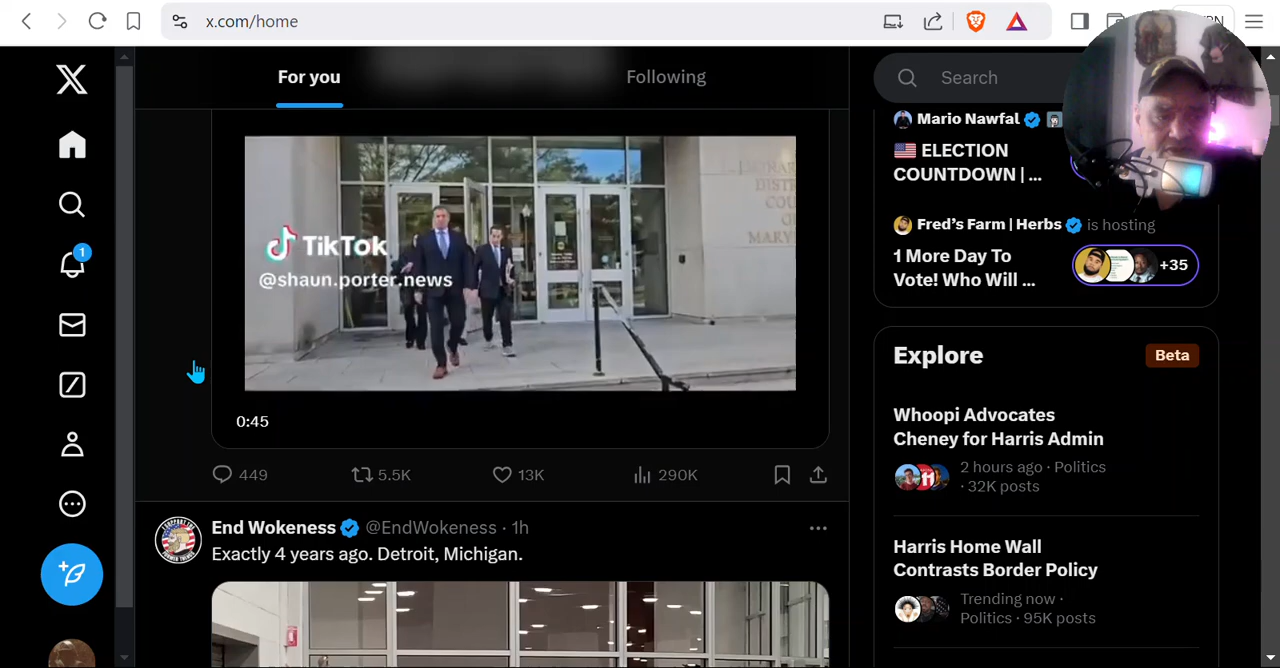 x.com/home
VPN
For you
Following
Search
TikTok
@shaun.porter.news
0:45
449
5.5K
13K
290K
End Wokeness @EndWokeness · 1h
Exactly 4 years ago. Detroit, Michigan.
1
Mario Nawfal
ELECTION
COUNTDOWN | ...
Fred's Farm | Herbs is hosting
1 More Day To
Vote! Who Will ...
+35
Explore
Beta
Whoopi Advocates
Cheney for Harris Admin
2 hours ago · Politics
· 32K posts
Harris Home Wall
Contrasts Border Policy
Trending now ·
Politics · 95K posts